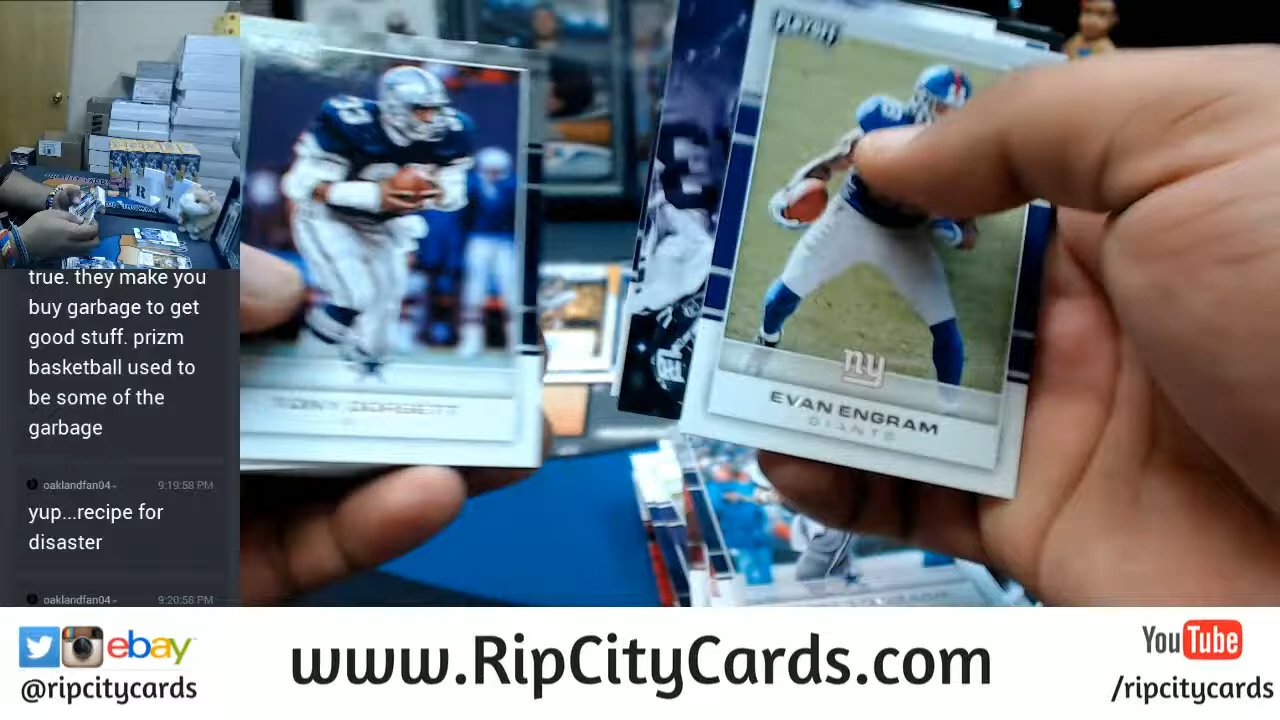 true. they make you
buy garbage to get
good stuff. prizm
basketball used to
be some of the
garbage
oaklandfan04 9:19:58 PM
yup...recipe for
disaster
oaklandfan04 9:20:58 PM
33
TONY DORSETT
PLAYOFF
ny
EVAN ENGRAM
GIANTS
ebay
@ripcitycards
www.RipCityCards.com
YouTube
/ripcitycards